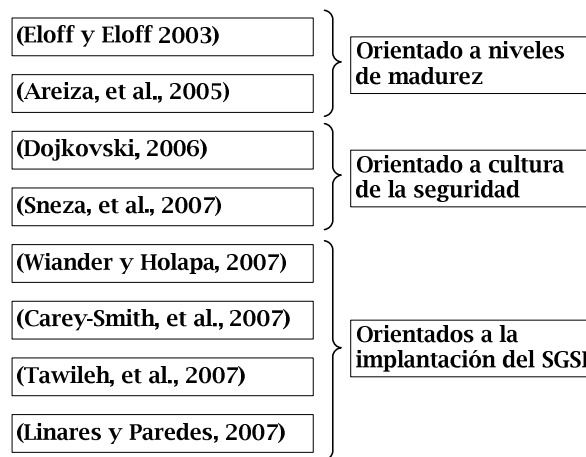 (Eloff y Eloff 2003)
(Areiza, et al., 2005)
Orientado a niveles
de madurez
(Dojkovski, 2006)
(Sneza, et al., 2007)
Orientado a cultura
de la seguridad
(Wiander y Holapa, 2007)
(Carey-Smith, et al., 2007)
(Tawileh, et al., 2007)
(Linares y Paredes, 2007)
Orientados a la
implantación del SGSI